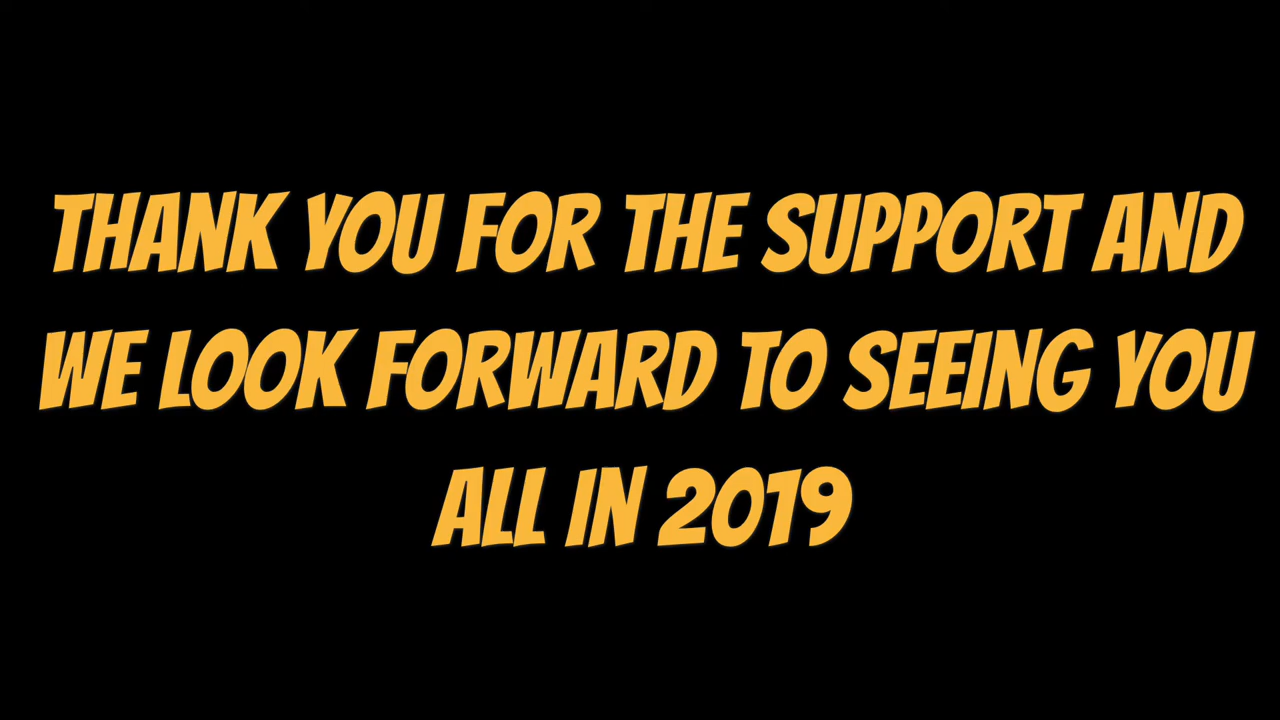 THANK YOU FOR THE SUPPORT AND
WE LOOK FORWARD TO SEEING YOU
ALL IN 2019